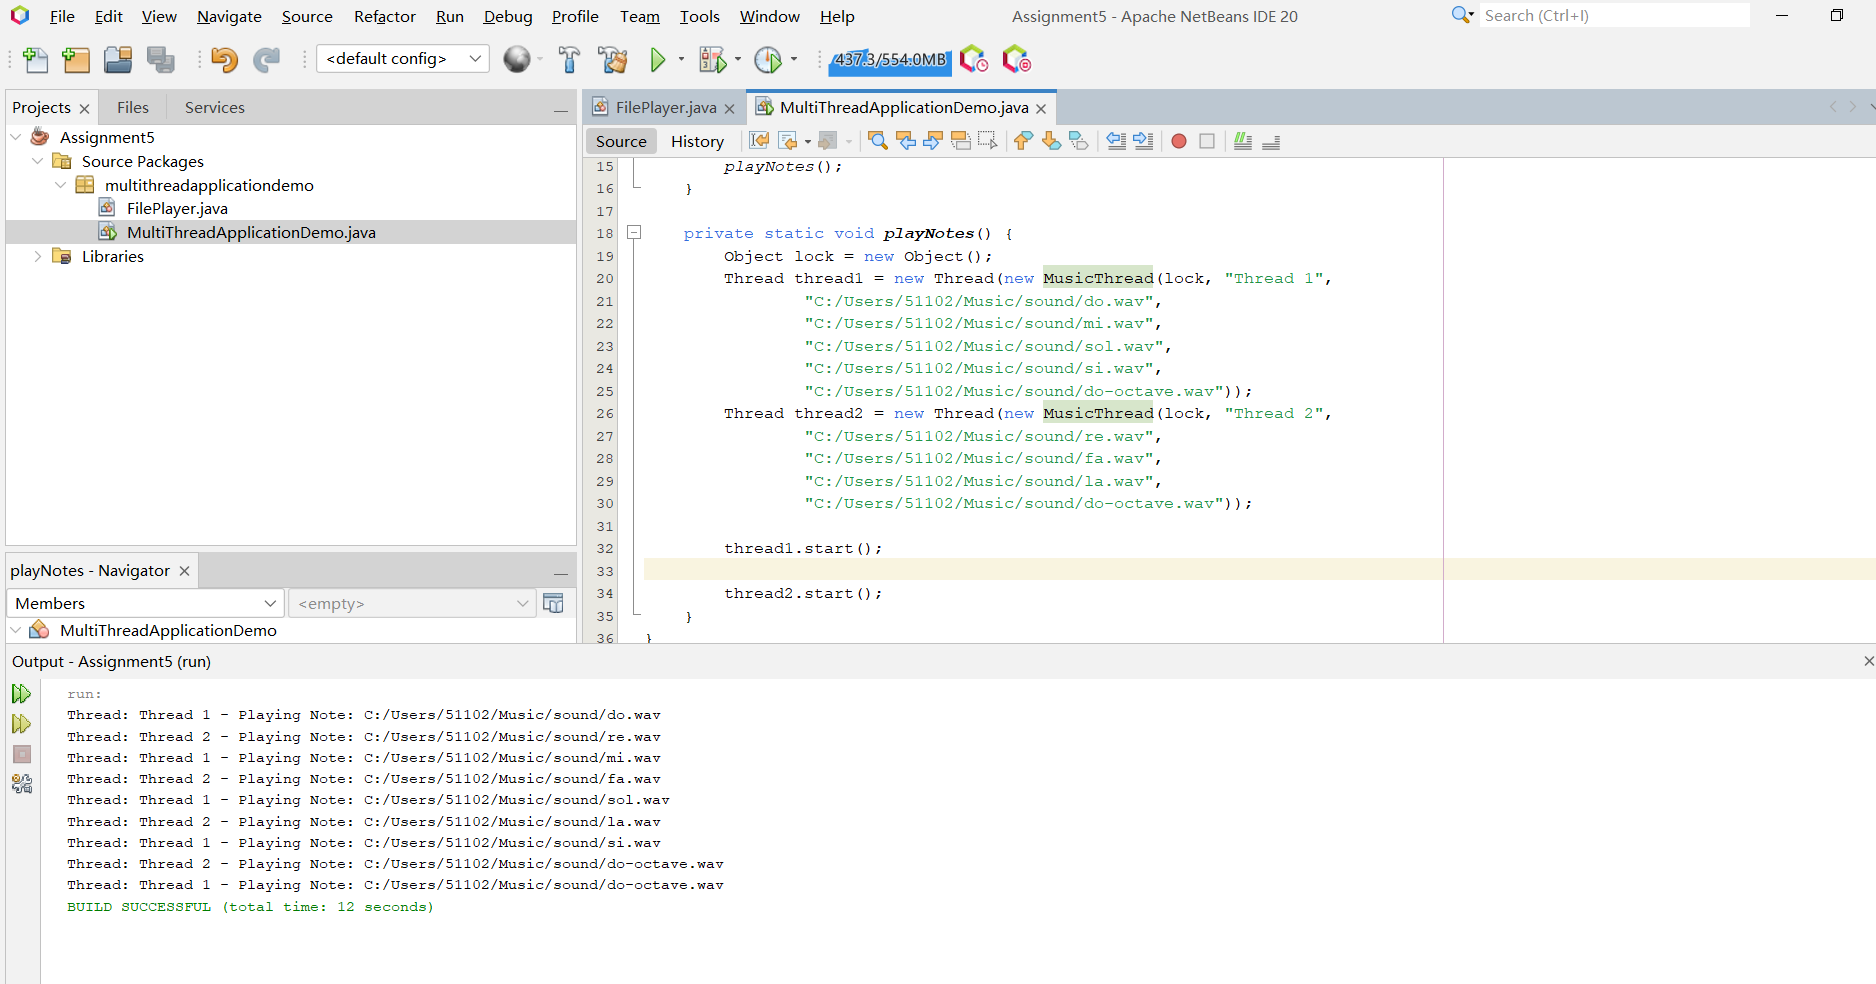 File Edit View Navigate Source Refactor Run Debug Profile Team Tools Window Help
Assignment5 - Apache NetBeans IDE 20
Search (Ctrl+I)
<default config>
437.3/554.0MB
Projects Files Services
Assignment5
Source Packages
multithreadapplicationdemo
FilePlayer.java
MultiThreadApplicationDemo.java
Libraries
playNotes - Navigator
Members
<empty>
MultiThreadApplicationDemo
FilePlayer.java MultiThreadApplicationDemo.java
Source History
15 playNotes();
16 }
17
18 private static void playNotes() {
19 Object lock = new Object();
20 Thread thread1 = new Thread(new MusicThread(lock, "Thread 1",
21 "C:/Users/51102/Music/sound/do.wav",
22 "C:/Users/51102/Music/sound/mi.wav",
23 "C:/Users/51102/Music/sound/sol.wav",
24 "C:/Users/51102/Music/sound/si.wav",
25 "C:/Users/51102/Music/sound/do-octave.wav"));
26 Thread thread2 = new Thread(new MusicThread(lock, "Thread 2",
27 "C:/Users/51102/Music/sound/re.wav",
28 "C:/Users/51102/Music/sound/fa.wav",
29 "C:/Users/51102/Music/sound/la.wav",
30 "C:/Users/51102/Music/sound/do-octave.wav"));
31
32 thread1.start();
33
34 thread2.start();
35 }
36 }
Output - Assignment5 (run)
run:
Thread: Thread 1 - Playing Note: C:/Users/51102/Music/sound/do.wav
Thread: Thread 2 - Playing Note: C:/Users/51102/Music/sound/re.wav
Thread: Thread 1 - Playing Note: C:/Users/51102/Music/sound/mi.wav
Thread: Thread 2 - Playing Note: C:/Users/51102/Music/sound/fa.wav
Thread: Thread 1 - Playing Note: C:/Users/51102/Music/sound/sol.wav
Thread: Thread 2 - Playing Note: C:/Users/51102/Music/sound/la.wav
Thread: Thread 1 - Playing Note: C:/Users/51102/Music/sound/si.wav
Thread: Thread 2 - Playing Note: C:/Users/51102/Music/sound/do-octave.wav
Thread: Thread 1 - Playing Note: C:/Users/51102/Music/sound/do-octave.wav
BUILD SUCCESSFUL (total time: 12 seconds)